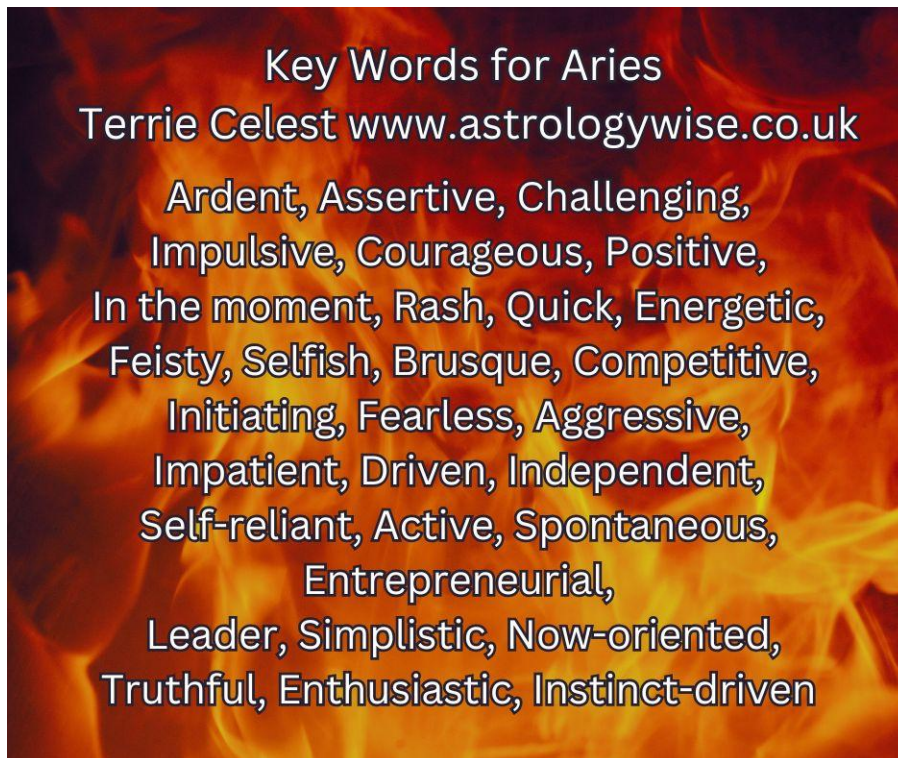 Key Words for Aries
Terrie Celest www.astrologywise.co.uk
Ardent, Assertive, Challenging,
Impulsive, Courageous, Positive,
In the moment, Rash, Quick, Energetic,
Feisty, Selfish, Brusque, Competitive,
Initiating, Fearless, Aggressive,
Impatient, Driven, Independent,
Self-reliant, Active, Spontaneous,
Entrepreneurial,
Leader, Simplistic, Now-oriented,
Truthful, Enthusiastic, Instinct-driven